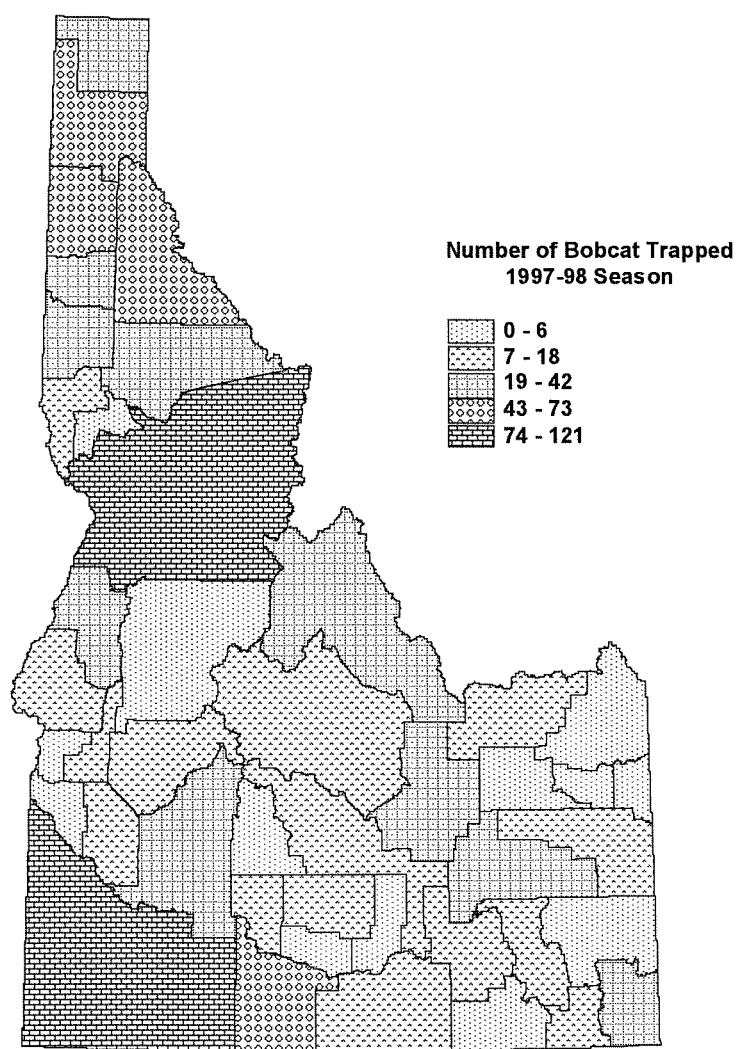 Number of Bobcat Trapped
1997-98 Season
0 - 6
7 - 18
19 - 42
43 - 73
74 - 121